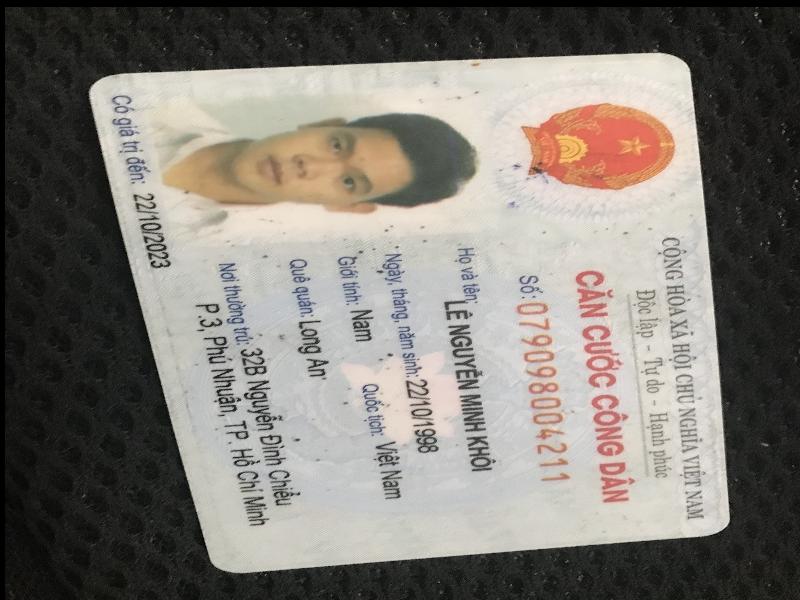 CỘNG HÒA XÃ HỘI CHỦ NGHĨA VIỆT NAM
Độc lập - Tự do - Hạnh phúc
CĂN CƯỚC CÔNG DÂN
Số: 079098004211
Họ và tên: LÊ NGUYỄN MINH KHÔI
Ngày, tháng, năm sinh: 22/10/1998
Giới tính: Nam Quốc tịch: Việt Nam
Quê quán: Long An
Nơi thường trú: 32B Nguyễn Đình Chiểu
P.3, Phú Nhuận, TP. Hồ Chí Minh
Có giá trị đến: 22/10/2023